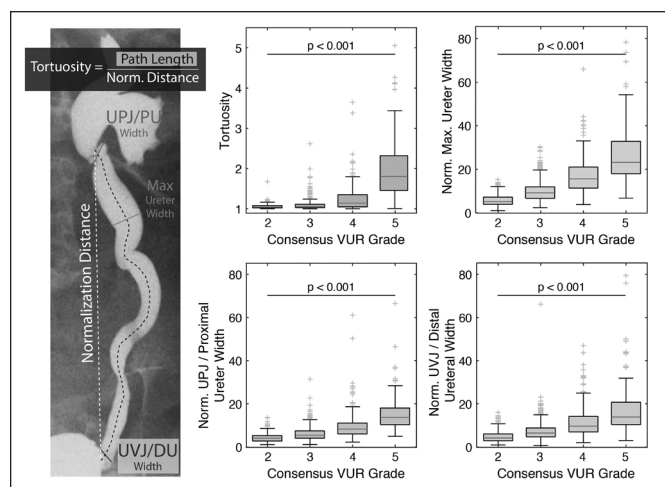 Tortuosity = Path Length
Norm. Distance
UPJ/PU
Width
Max
Ureter
Width
Normalization Distance
UVJ/DU
Width
p < 0.001
Tortuosity
5
4
3
2
1
2 3 4 5
Consensus VUR Grade
p < 0.001
Norm. Max. Ureter Width
80
60
40
20
0
2 3 4 5
Consensus VUR Grade
p < 0.001
Norm. UPJ / Proximal
Ureter Width
80
60
40
20
0
2 3 4 5
Consensus VUR Grade
p < 0.001
Norm. UVJ / Distal
Ureteral Width
80
60
40
20
0
2 3 4 5
Consensus VUR Grade